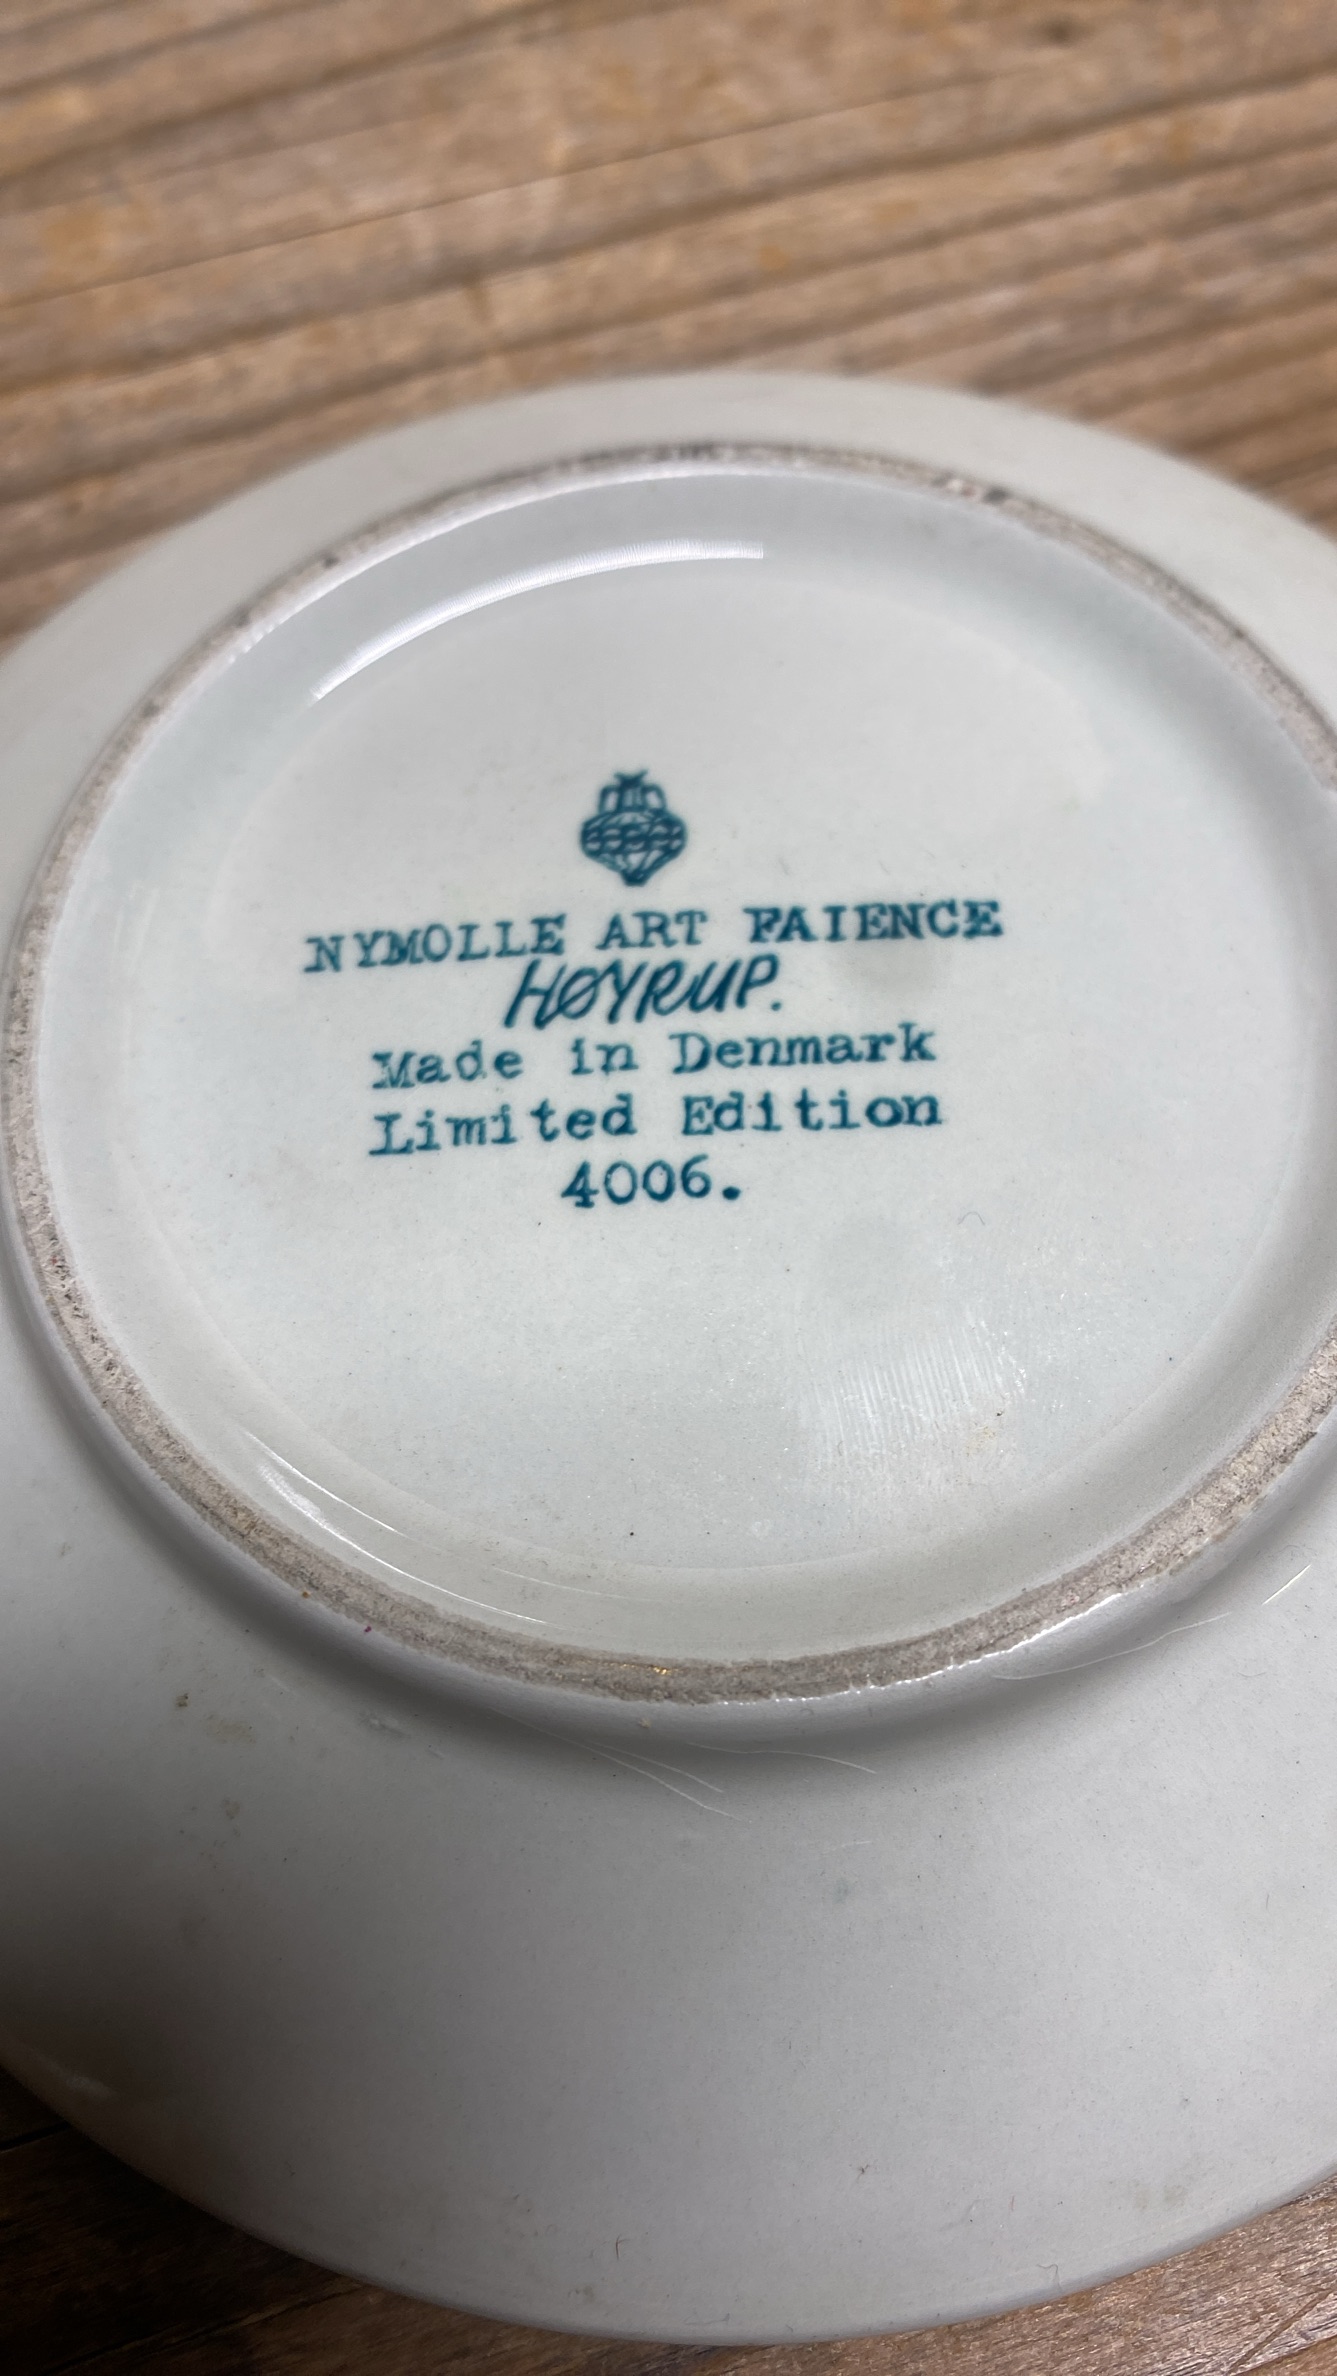 NYMOLLE ART FAIENCE
HØYRUP.
Made in Denmark
Limited Edition
4006.